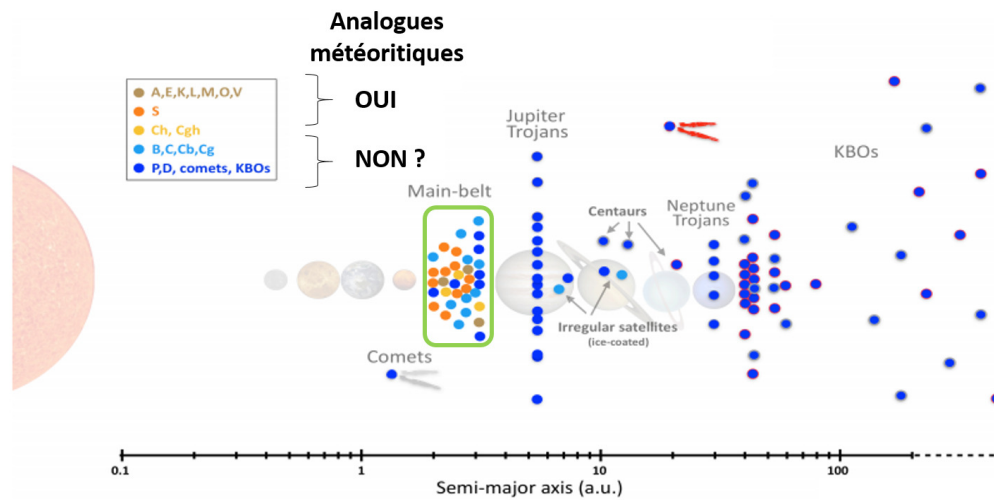 Analogues
météoritiques
A,E,K,L,M,O,V
S
Ch, Cgh
B,C,Cb,Cg
P,D, comets, KBOs
OUI
NON ?
Jupiter
Trojans
KBOs
Main-belt
Centaurs
Neptune
Trojans
Irregular satellites
(ice-coated)
Comets
0.1
1
10
100
Semi-major axis (a.u.)